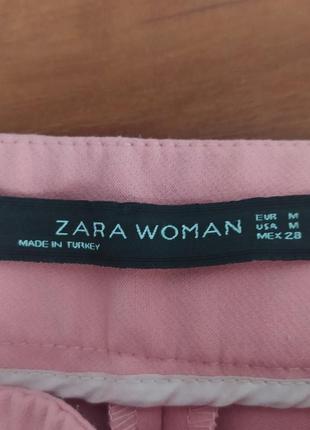 ZARA WOMAN
MADE IN TURKEY
EUR M
USA M
MEX 28